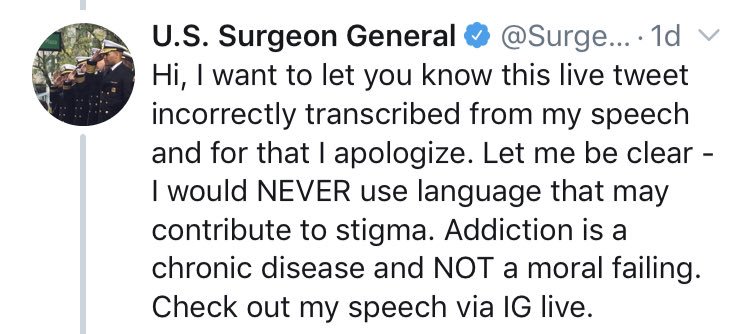 U.S. Surgeon General @Surge... · 1d
Hi, I want to let you know this live tweet
incorrectly transcribed from my speech
and for that I apologize. Let me be clear -
I would NEVER use language that may
contribute to stigma. Addiction is a
chronic disease and NOT a moral failing.
Check out my speech via IG live.